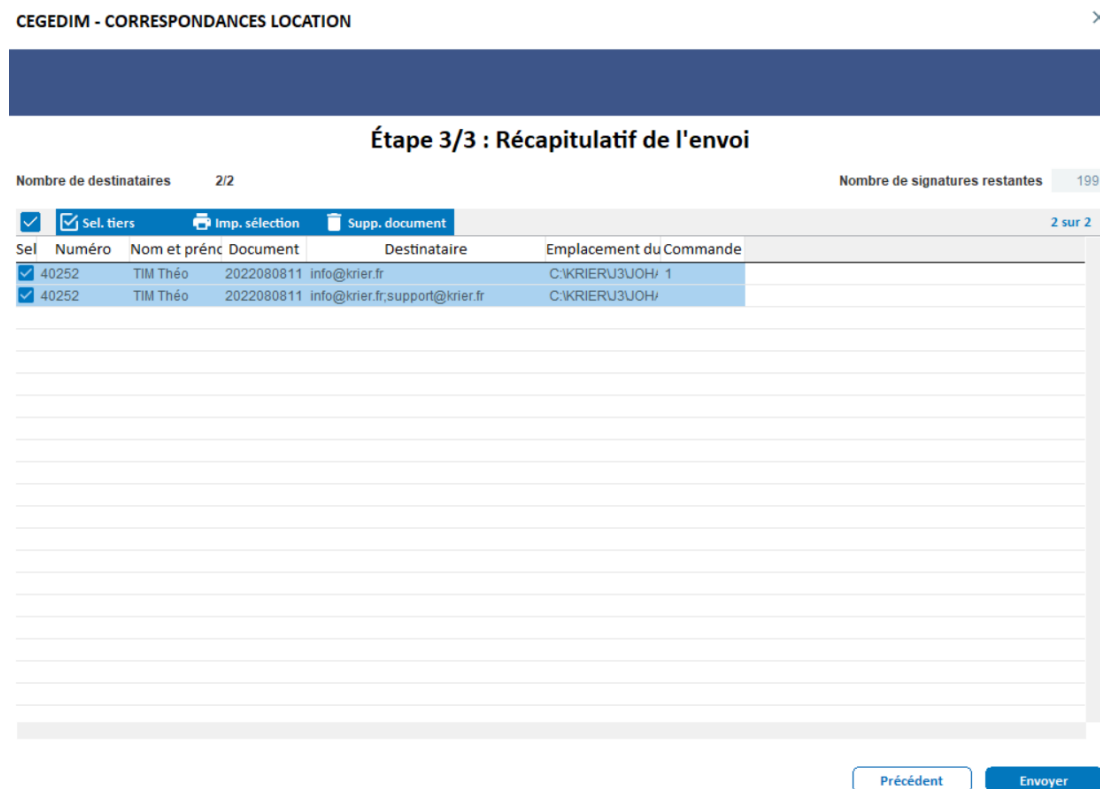 CEGEDIM - CORRESPONDANCES LOCATION
Étape 3/3 : Récapitulatif de l'envoi
Nombre de destinataires 2/2 Nombre de signatures restantes 199
Sel. tiers Imp. sélection Supp. document 2 sur 2
Sel Numéro Nom et prénc Document Destinataire Emplacement du Commande
40252 TIM Théo 2022080811 info@krier.fr C:\KRIER\J3\JOH/ 1
40252 TIM Théo 2022080811 info@krier.fr;support@krier.fr C:\KRIER\J3\JOH/
Précédent Envoyer